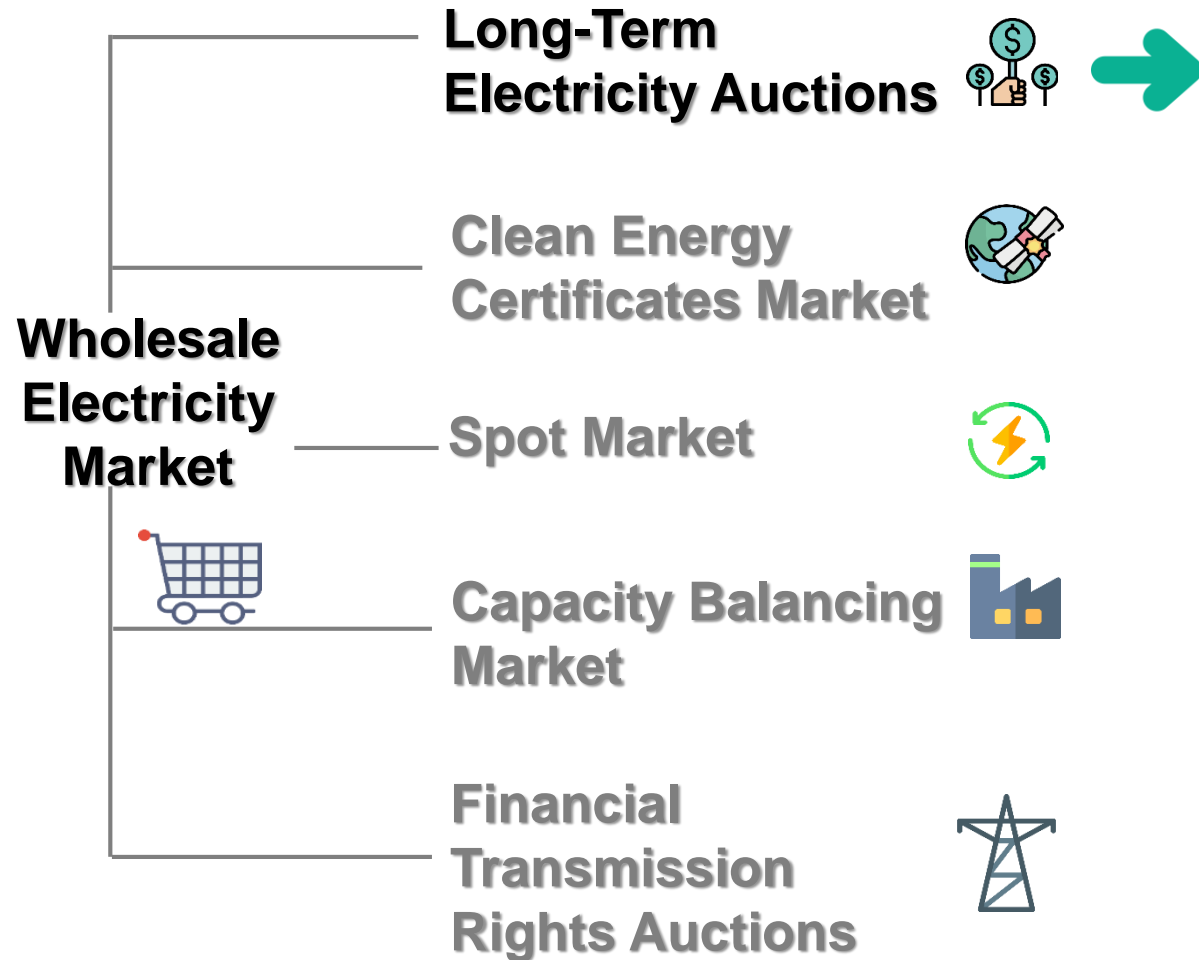 Long-Term
Electricity Auctions
Clean Energy
Certificates Market
Wholesale
Electricity
Market
Spot Market
Capacity Balancing
Market
Financial
Transmission
Rights Auctions